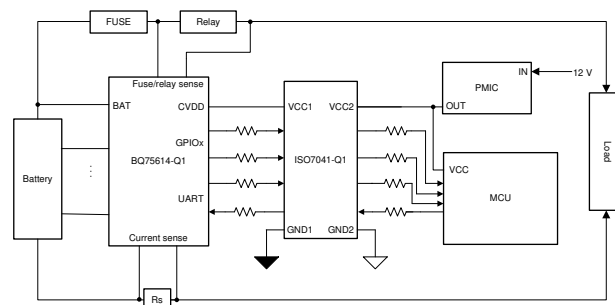 FUSE
Relay
Fuse/relay sense
BAT
CVDD
VCC1
VCC2
PMIC
IN
12 V
OUT
GPIOx
BQ75614-Q1
ISO7041-Q1
Battery
UART
VCC
MCU
Load
Current sense
GND1
GND2
Rs